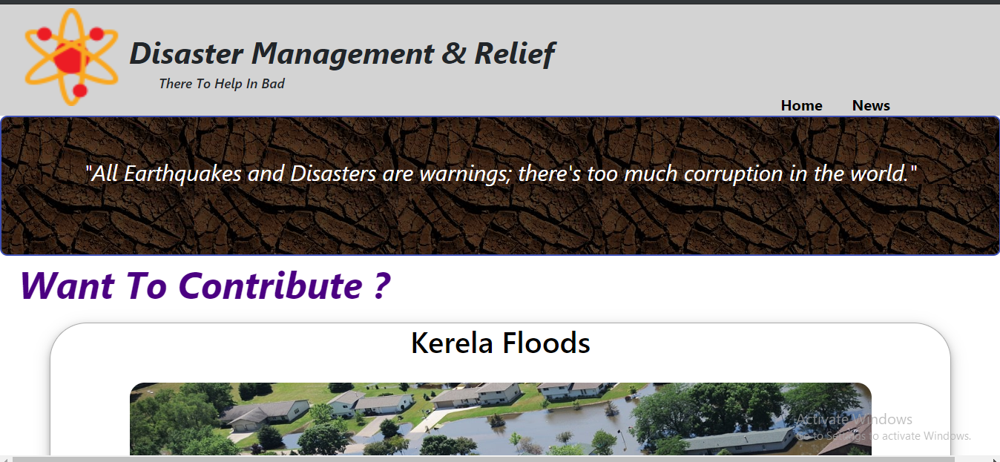 Disaster Management & Relief
There To Help In Bad
Home News
"All Earthquakes and Disasters are warnings; there's too much corruption in the world."
Want To Contribute ?
Kerela Floods
Activate Windows
Go to Settings to activate Windows.